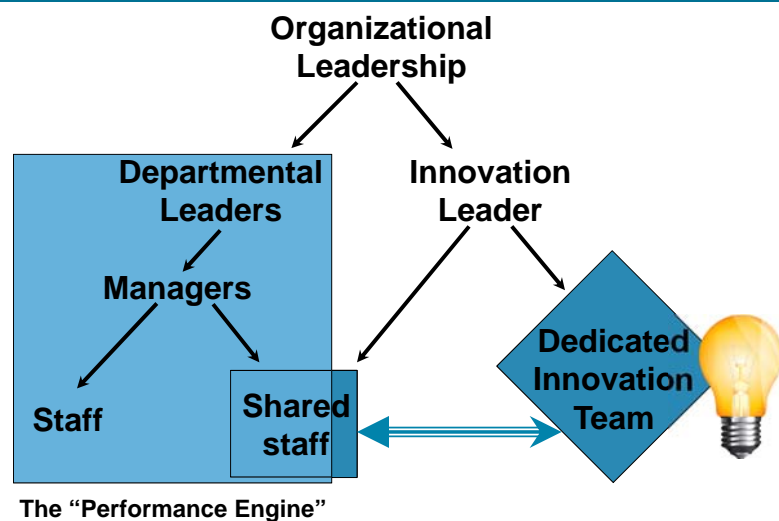 Organizational
Leadership
Departmental
Leaders
Innovation
Leader
Managers
Dedicated
Innovation
Team
Staff
Shared
staff
The “Performance Engine”